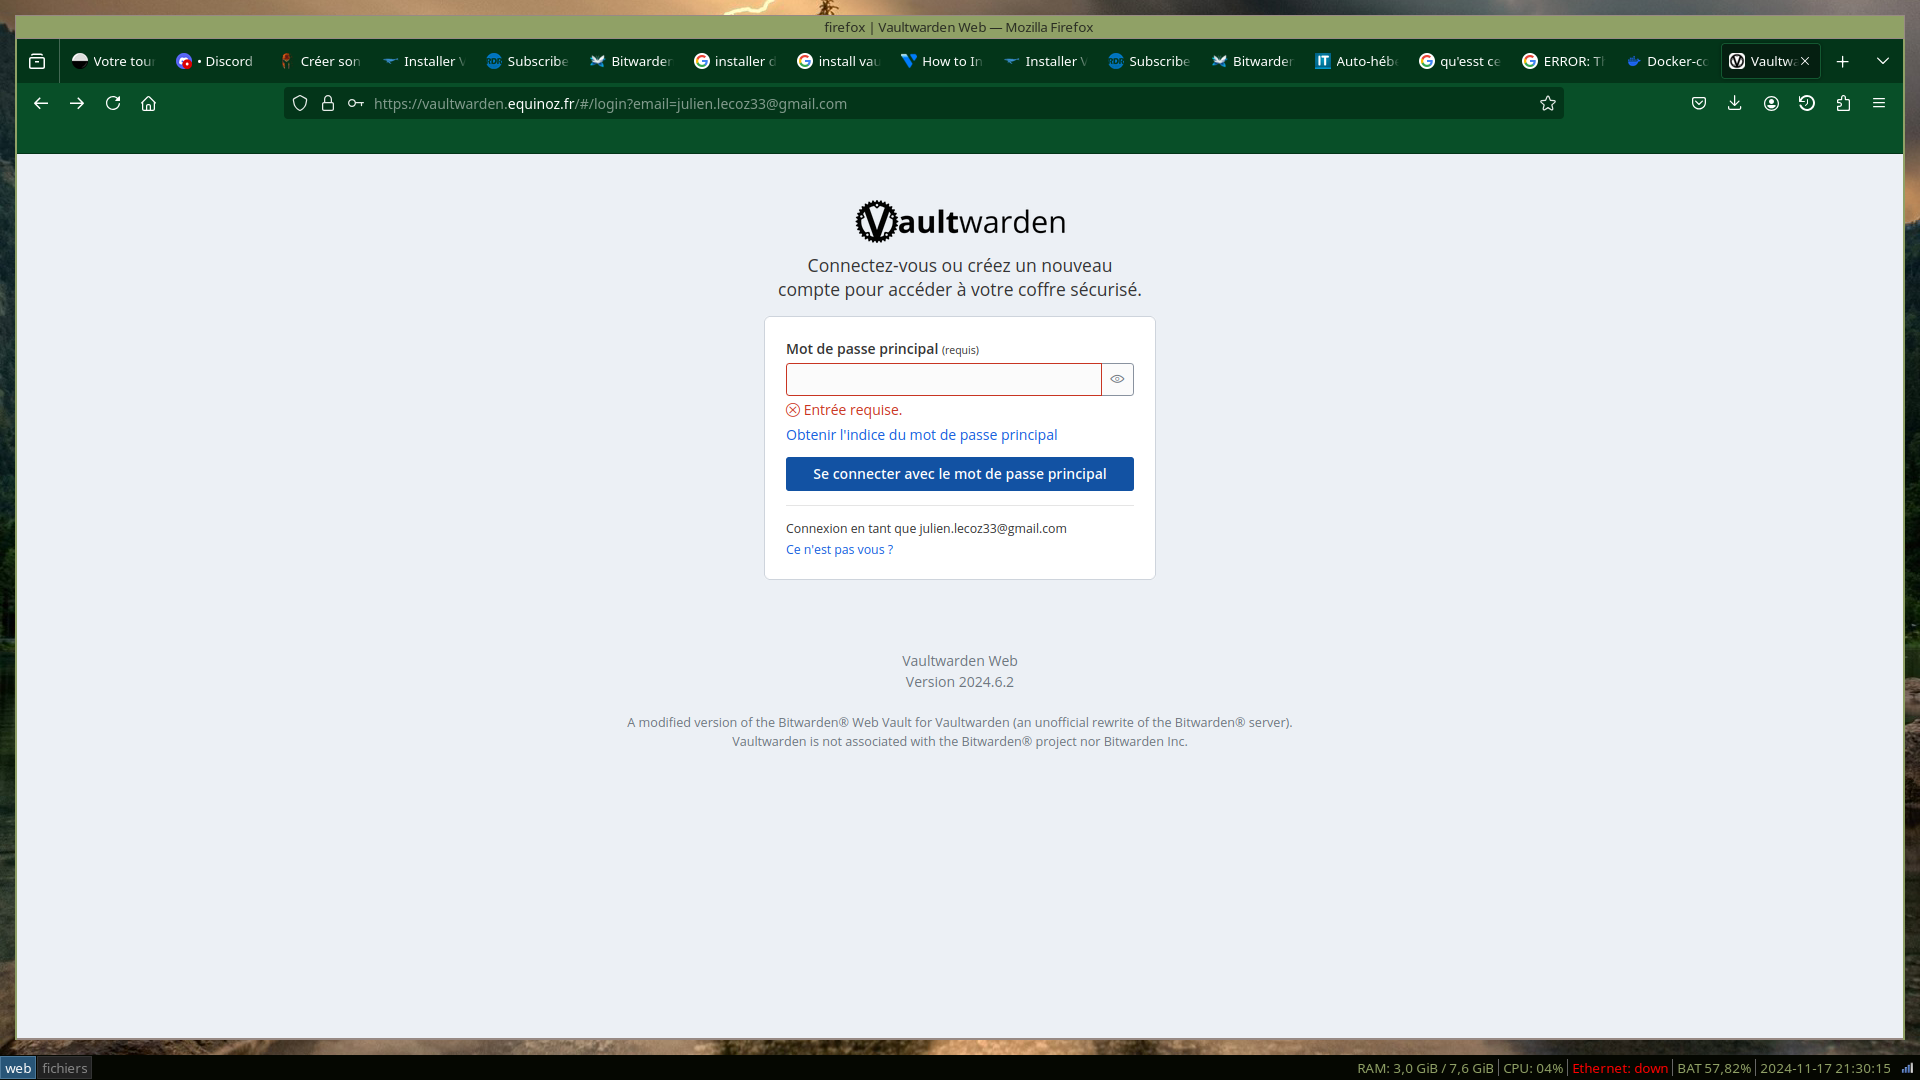 firefox | Vaultwarden Web — Mozilla Firefox
Votre tour
• Discord
Créer son
Installer V
Subscribe
Bitwarden
installer d
install vau
How to In
Installer V
Subscribe
Bitwarden
Auto-hébe
qu'esst ce
ERROR: Th
Docker-co
Vaultwa
https://vaultwarden.equinoz.fr/#/login?email=julien.lecoz33@gmail.com
Vaultwarden
Connectez-vous ou créez un nouveau
compte pour accéder à votre coffre sécurisé.
Mot de passe principal (requis)
Entrée requise.
Obtenir l'indice du mot de passe principal
Se connecter avec le mot de passe principal
Connexion en tant que julien.lecoz33@gmail.com
Ce n'est pas vous ?
Vaultwarden Web
Version 2024.6.2
A modified version of the Bitwarden® Web Vault for Vaultwarden (an unofficial rewrite of the Bitwarden® server).
Vaultwarden is not associated with the Bitwarden® project nor Bitwarden Inc.
web
fichiers
RAM: 3,0 GiB / 7,6 GiB | CPU: 04% | Ethernet: down | BAT 57,82% | 2024-11-17 21:30:15